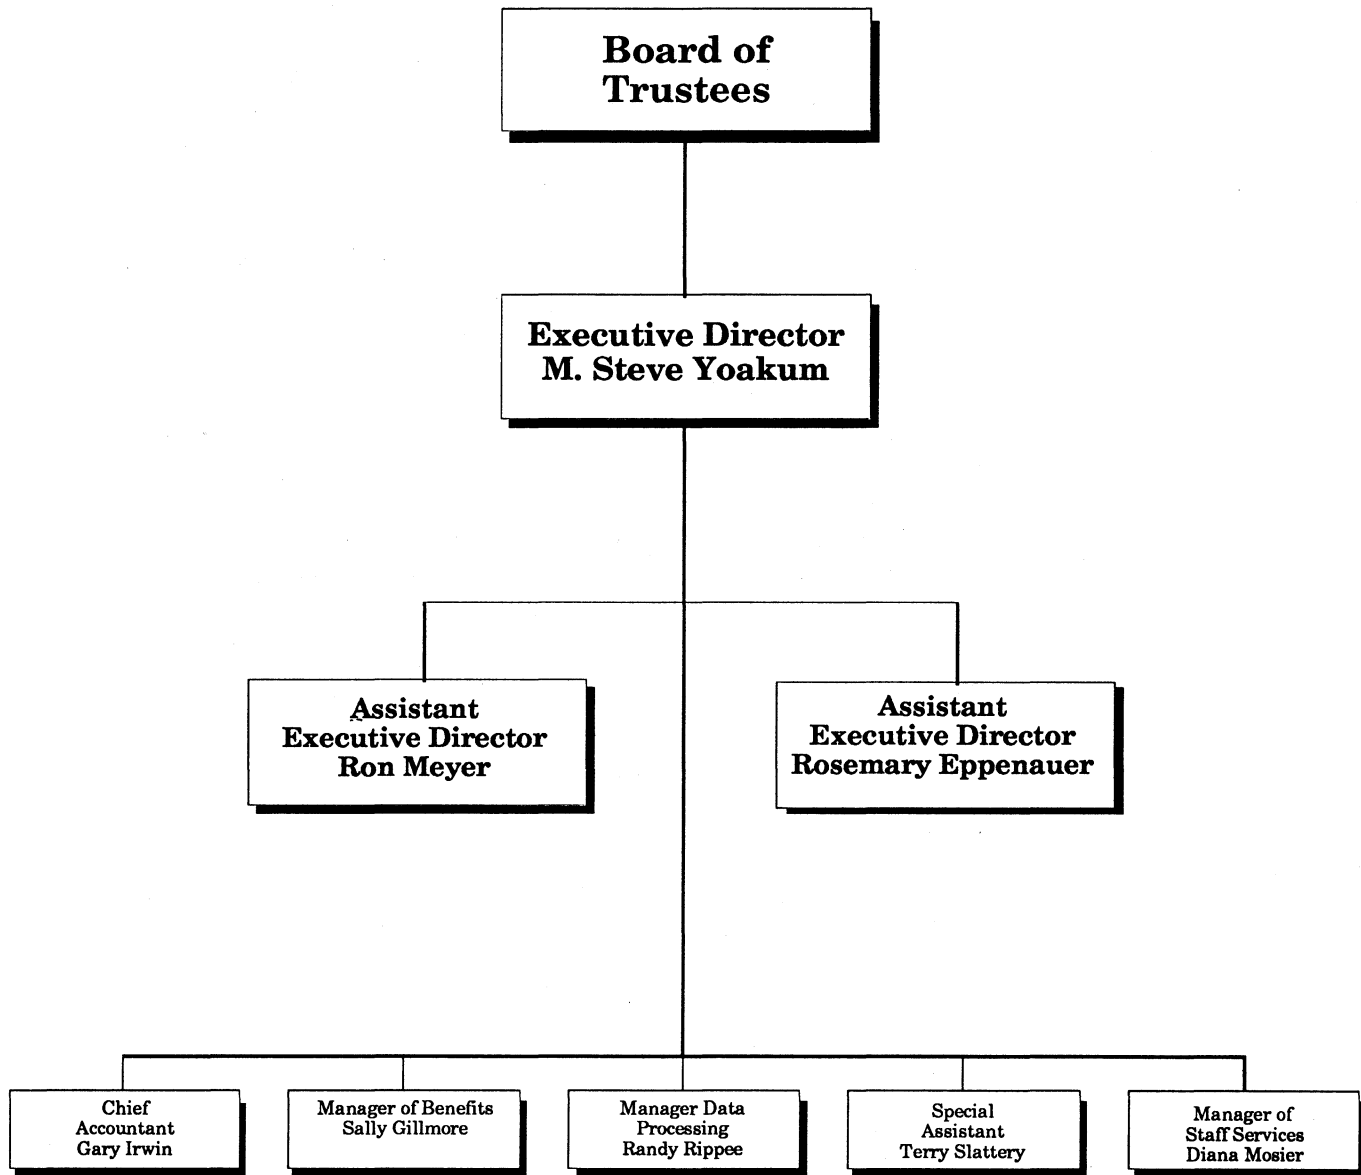 Board of
Trustees
Executive Director
M. Steve Yoakum
Assistant
Executive Director
Ron Meyer
Assistant
Executive Director
Rosemary Eppenauer
Chief
Accountant
Gary Irwin
Manager of Benefits
Sally Gillmore
Manager Data
Processing
Randy Rippee
Special
Assistant
Terry Slattery
Manager of
Staff Services
Diana Mosier